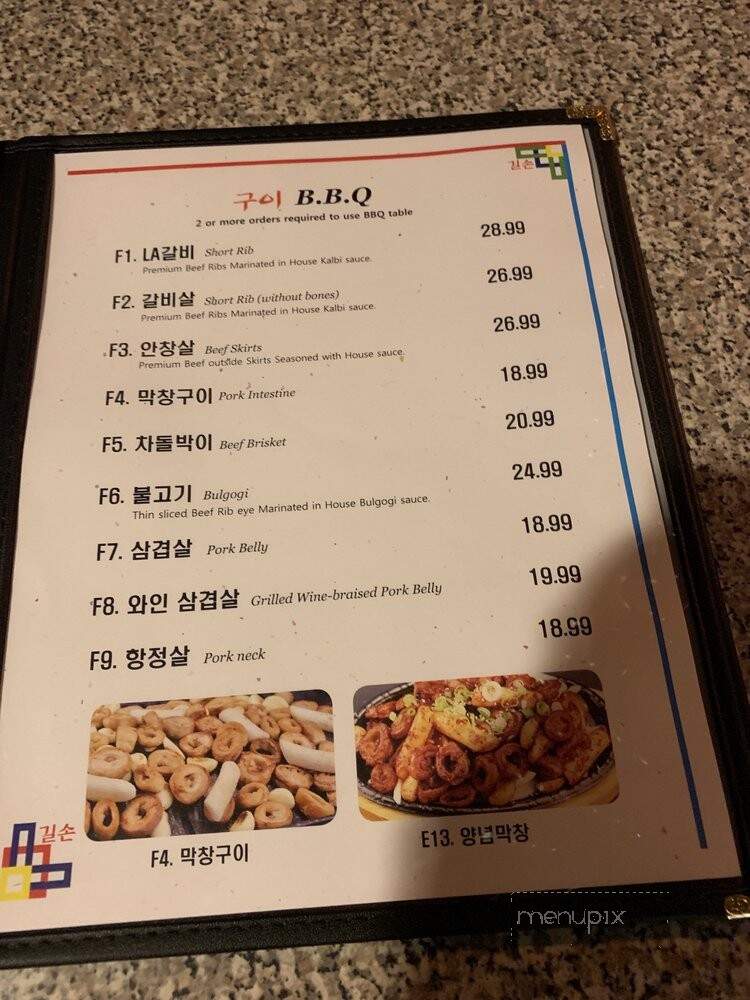 길손
구이 B.B.Q
2 or more orders required to use BBQ table
F1. LA갈비 Short Rib 28.99
Premium Beef Ribs Marinated in House Kalbi sauce.
F2. 갈비살 Short Rib (without bones) 26.99
Premium Beef Ribs Marinated in House Kalbi sauce.
F3. 안창살 Beef Skirts 26.99
Premium Beef outside Skirts Seasoned with House sauce.
F4. 막창구이 Pork Intestine 18.99
F5. 차돌박이 Beef Brisket 20.99
F6. 불고기 Bulgogi 24.99
Thin sliced Beef Rib eye Marinated in House Bulgogi sauce.
F7. 삼겹살 Pork Belly 18.99
F8. 와인 삼겹살 Grilled Wine-braised Pork Belly 19.99
F9. 항정살 Pork neck 18.99
길손
F4. 막창구이
E13. 양념막창
menupix